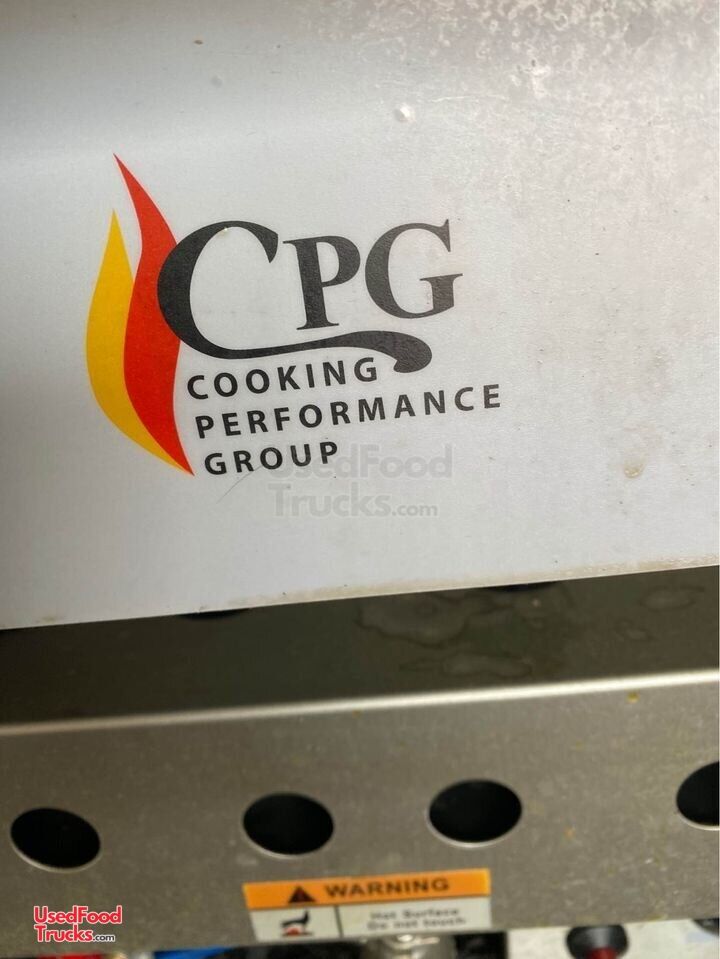 CPG
COOKING
PERFORMANCE
GROUP
UsedFood
Trucks.com
WARNING
Hot Surface
Do not touch
UsedFood
Trucks.com